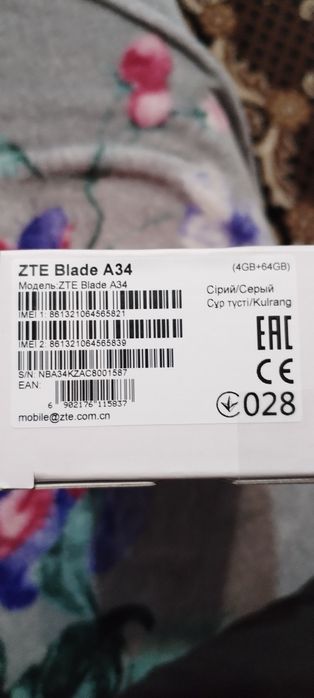 ZTE Blade A34
(4GB+64GB)
Модель:ZTE Blade A34
Сірий/Серый
Сұр түсті/Kulrang
IMEI 1: 861321064565821
IMEI 2: 861321064565839
S/N: NBA34KZAC8001587
EAN:
6 902176 115837
mobile@zte.com.cn
EAC
CE
028